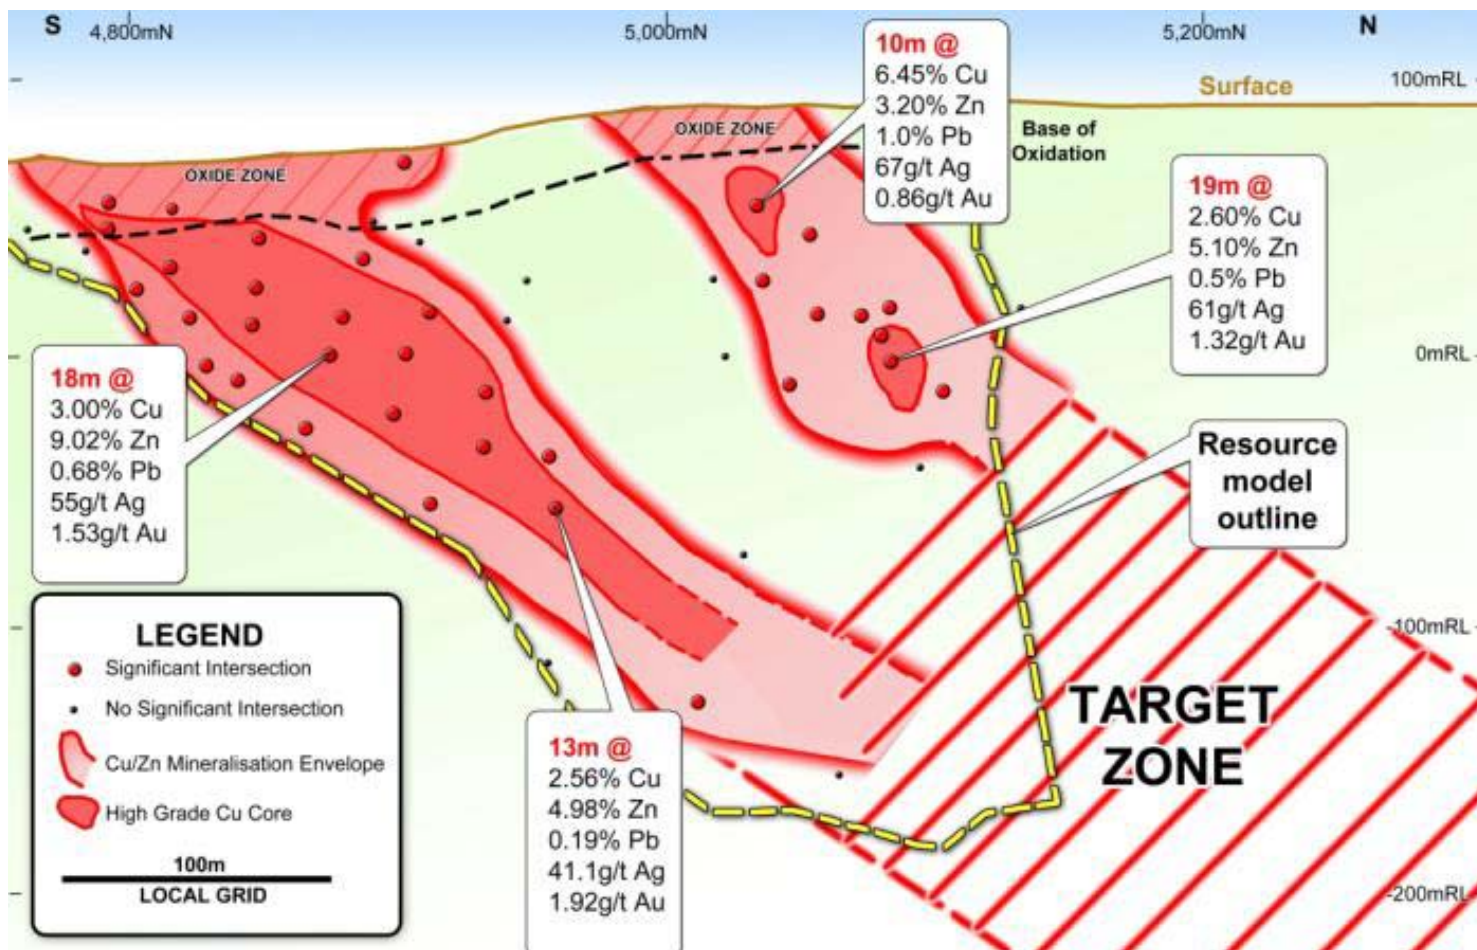 S
4,800mN
5,000mN
5,200mN
N
100mRL
Surface
10m @
6.45% Cu
3.20% Zn
1.0% Pb
67g/t Ag
0.86g/t Au
OXIDE ZONE
OXIDE ZONE
Base of
Oxidation
19m @
2.60% Cu
5.10% Zn
0.5% Pb
61g/t Ag
1.32g/t Au
0mRL
18m @
3.00% Cu
9.02% Zn
0.68% Pb
55g/t Ag
1.53g/t Au
Resource
model
outline
-100mRL
LEGEND
Significant Intersection
No Significant Intersection
Cu/Zn Mineralisation Envelope
High Grade Cu Core
100m
LOCAL GRID
13m @
2.56% Cu
4.98% Zn
0.19% Pb
41.1g/t Ag
1.92g/t Au
TARGET
ZONE
-200mRL